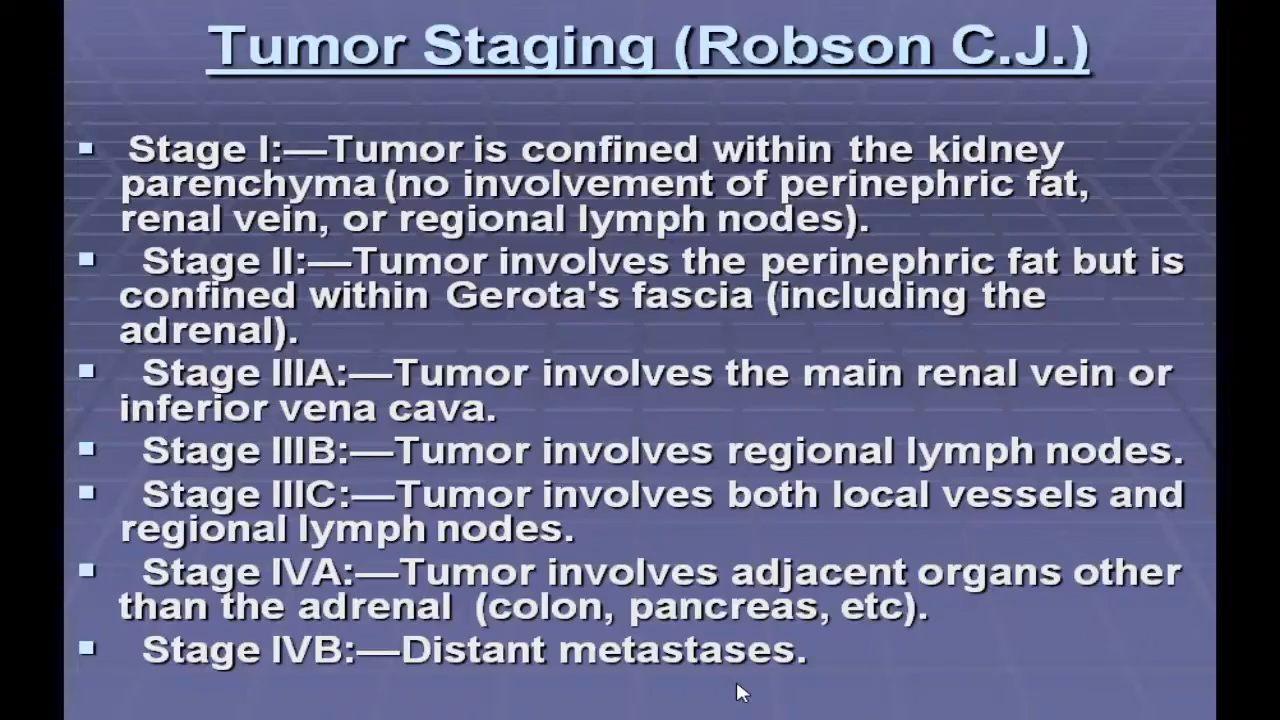 Tumor Staging (Robson C.J.)
Stage I:—Tumor is confined within the kidney
parenchyma (no involvement of perinephric fat,
renal vein, or regional lymph nodes).
Stage II:—Tumor involves the perinephric fat but is
confined within Gerota's fascia (including the
adrenal).
Stage IIIA:—Tumor involves the main renal vein or
inferior vena cava.
Stage IIIB:—Tumor involves regional lymph nodes.
Stage IIIC:—Tumor involves both local vessels and
regional lymph nodes.
Stage IVA:—Tumor involves adjacent organs other
than the adrenal (colon, pancreas, etc).
Stage IVB:—Distant metastases.